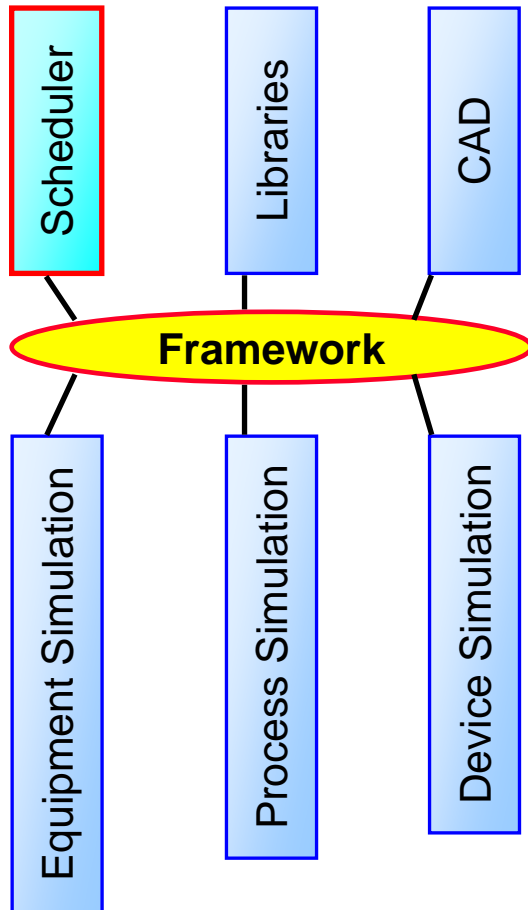 Scheduler
Libraries
CAD
Framework
Equipment Simulation
Process Simulation
Device Simulation